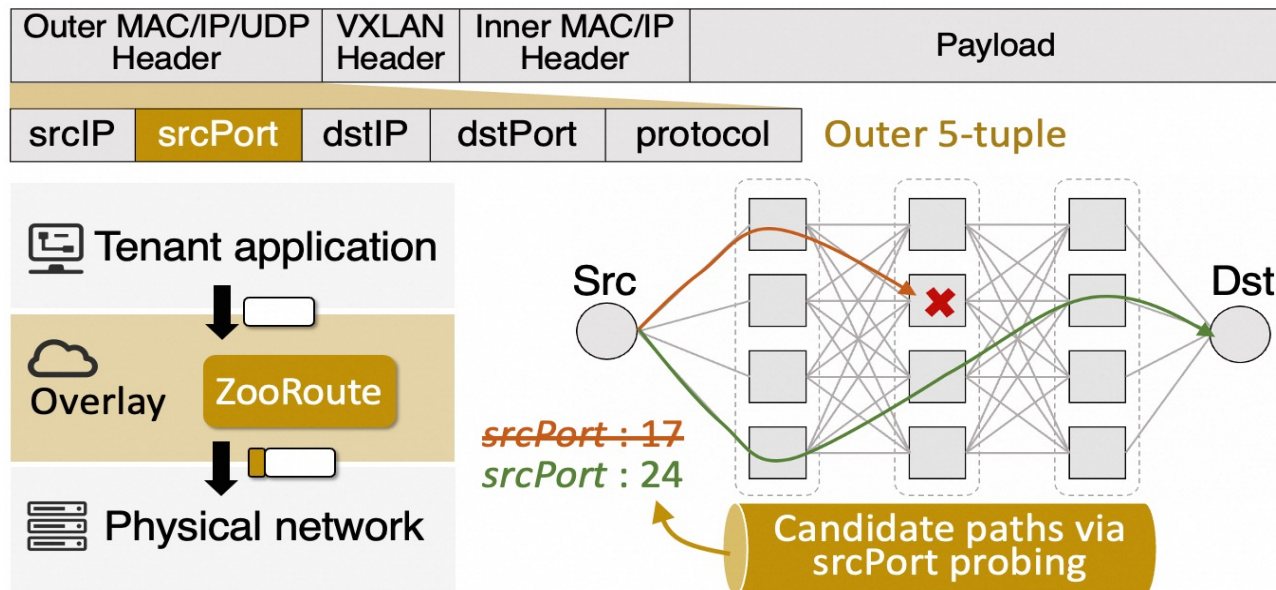 Outer MAC/IP/UDP Header
VXLAN Header
Inner MAC/IP Header
Payload
srcIP
srcPort
dstIP
dstPort
protocol
Outer 5-tuple
Tenant application
Overlay
ZooRoute
Physical network
Src
Dst
srcPort : 17
srcPort : 24
Candidate paths via
srcPort probing